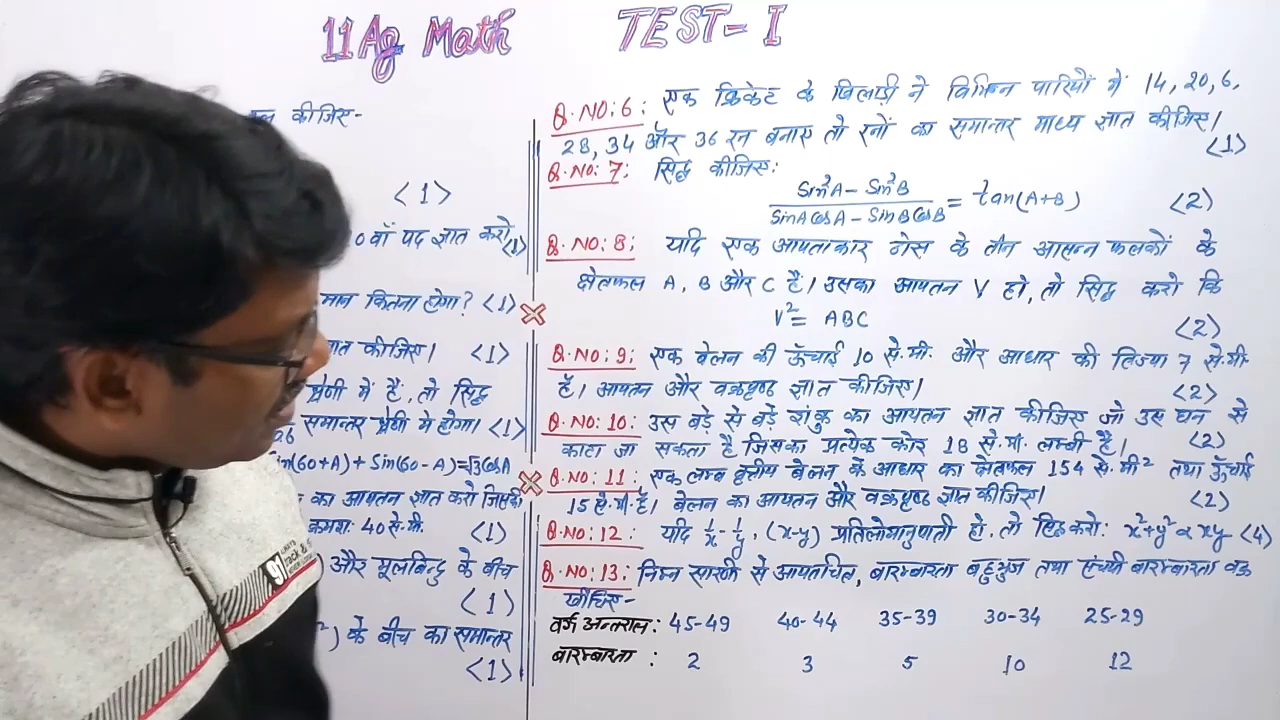 11Ag Math TEST- I
कीजिए-
<1>
0 वाँ पद ज्ञात करो <1>
मान कितना होगा? <1>
ज्ञात कीजिए। <1>
श्रेणी में हैं, तो सिद्ध
समान्तर श्रेणी मे होगा। <1>
Sin(60+A) + Sin(60-A)=√3CosA
का आयतन ज्ञात करो जिसकी
क्रमशः 40 से.मी. <1>
) और मूलबिन्दु के बीच
<1>
²) के बीच का समान्तर
<1>
Q.NO:6: एक क्रिकेट के खिलाड़ी ने विभिन्न पारियों में 14, 20, 6,
28, 34 और 36 रन बनाए तो रनों का समान्तर माध्य ज्ञात कीजिए।
<1>
Q.NO:7: सिद्ध कीजिए:
Sin²A - Sin²B
SinA CosA - SinB CosB = tan(A+B) <2>
Q.NO:8: यदि एक आयताकार ठोस के तीन आसन्न फलकों के
क्षेत्रफल A, B और C हैं। उसका आयतन V हो, तो सिद्ध करो कि
V² = ABC
<2>
Q.NO:9: एक बेलन की ऊँचाई 10 से.मी. और आधार की त्रिज्या 7 से.मी
है। आयतन और वक्रपृष्ठ ज्ञात कीजिए।
<2>
Q.NO:10: उस बड़े से बड़े शंकु का आयतन ज्ञात कीजिए जो उस घन से
काटा जा सकता है जिसका प्रत्येक कोर 18 से.मी. लम्बी है। <2>
Q.NO:11: एक लम्ब वृत्तीय बेलन के आधार का क्षेत्रफल 154 से.मी² तथा ऊँचाई
15 से.मी. है। बेलन का आयतन और वक्रपृष्ठ ज्ञात कीजिए। <2>
Q.NO:12: यदि 1/x - 1/y, (x-y) प्रतिलोमानुपाती हो, तो सिद्ध करो: x²+y² ∝ xy <4>
Q.NO:13: निम्न सारणी से आयतचित्र, बारम्बारता बहुभुज तथा संचयी बारम्बारता वक्र
खींचिए-
वर्ग अन्तराल: 45-49 40-44 35-39 30-34 25-29
बारम्बारता : 2 3 5 10 12